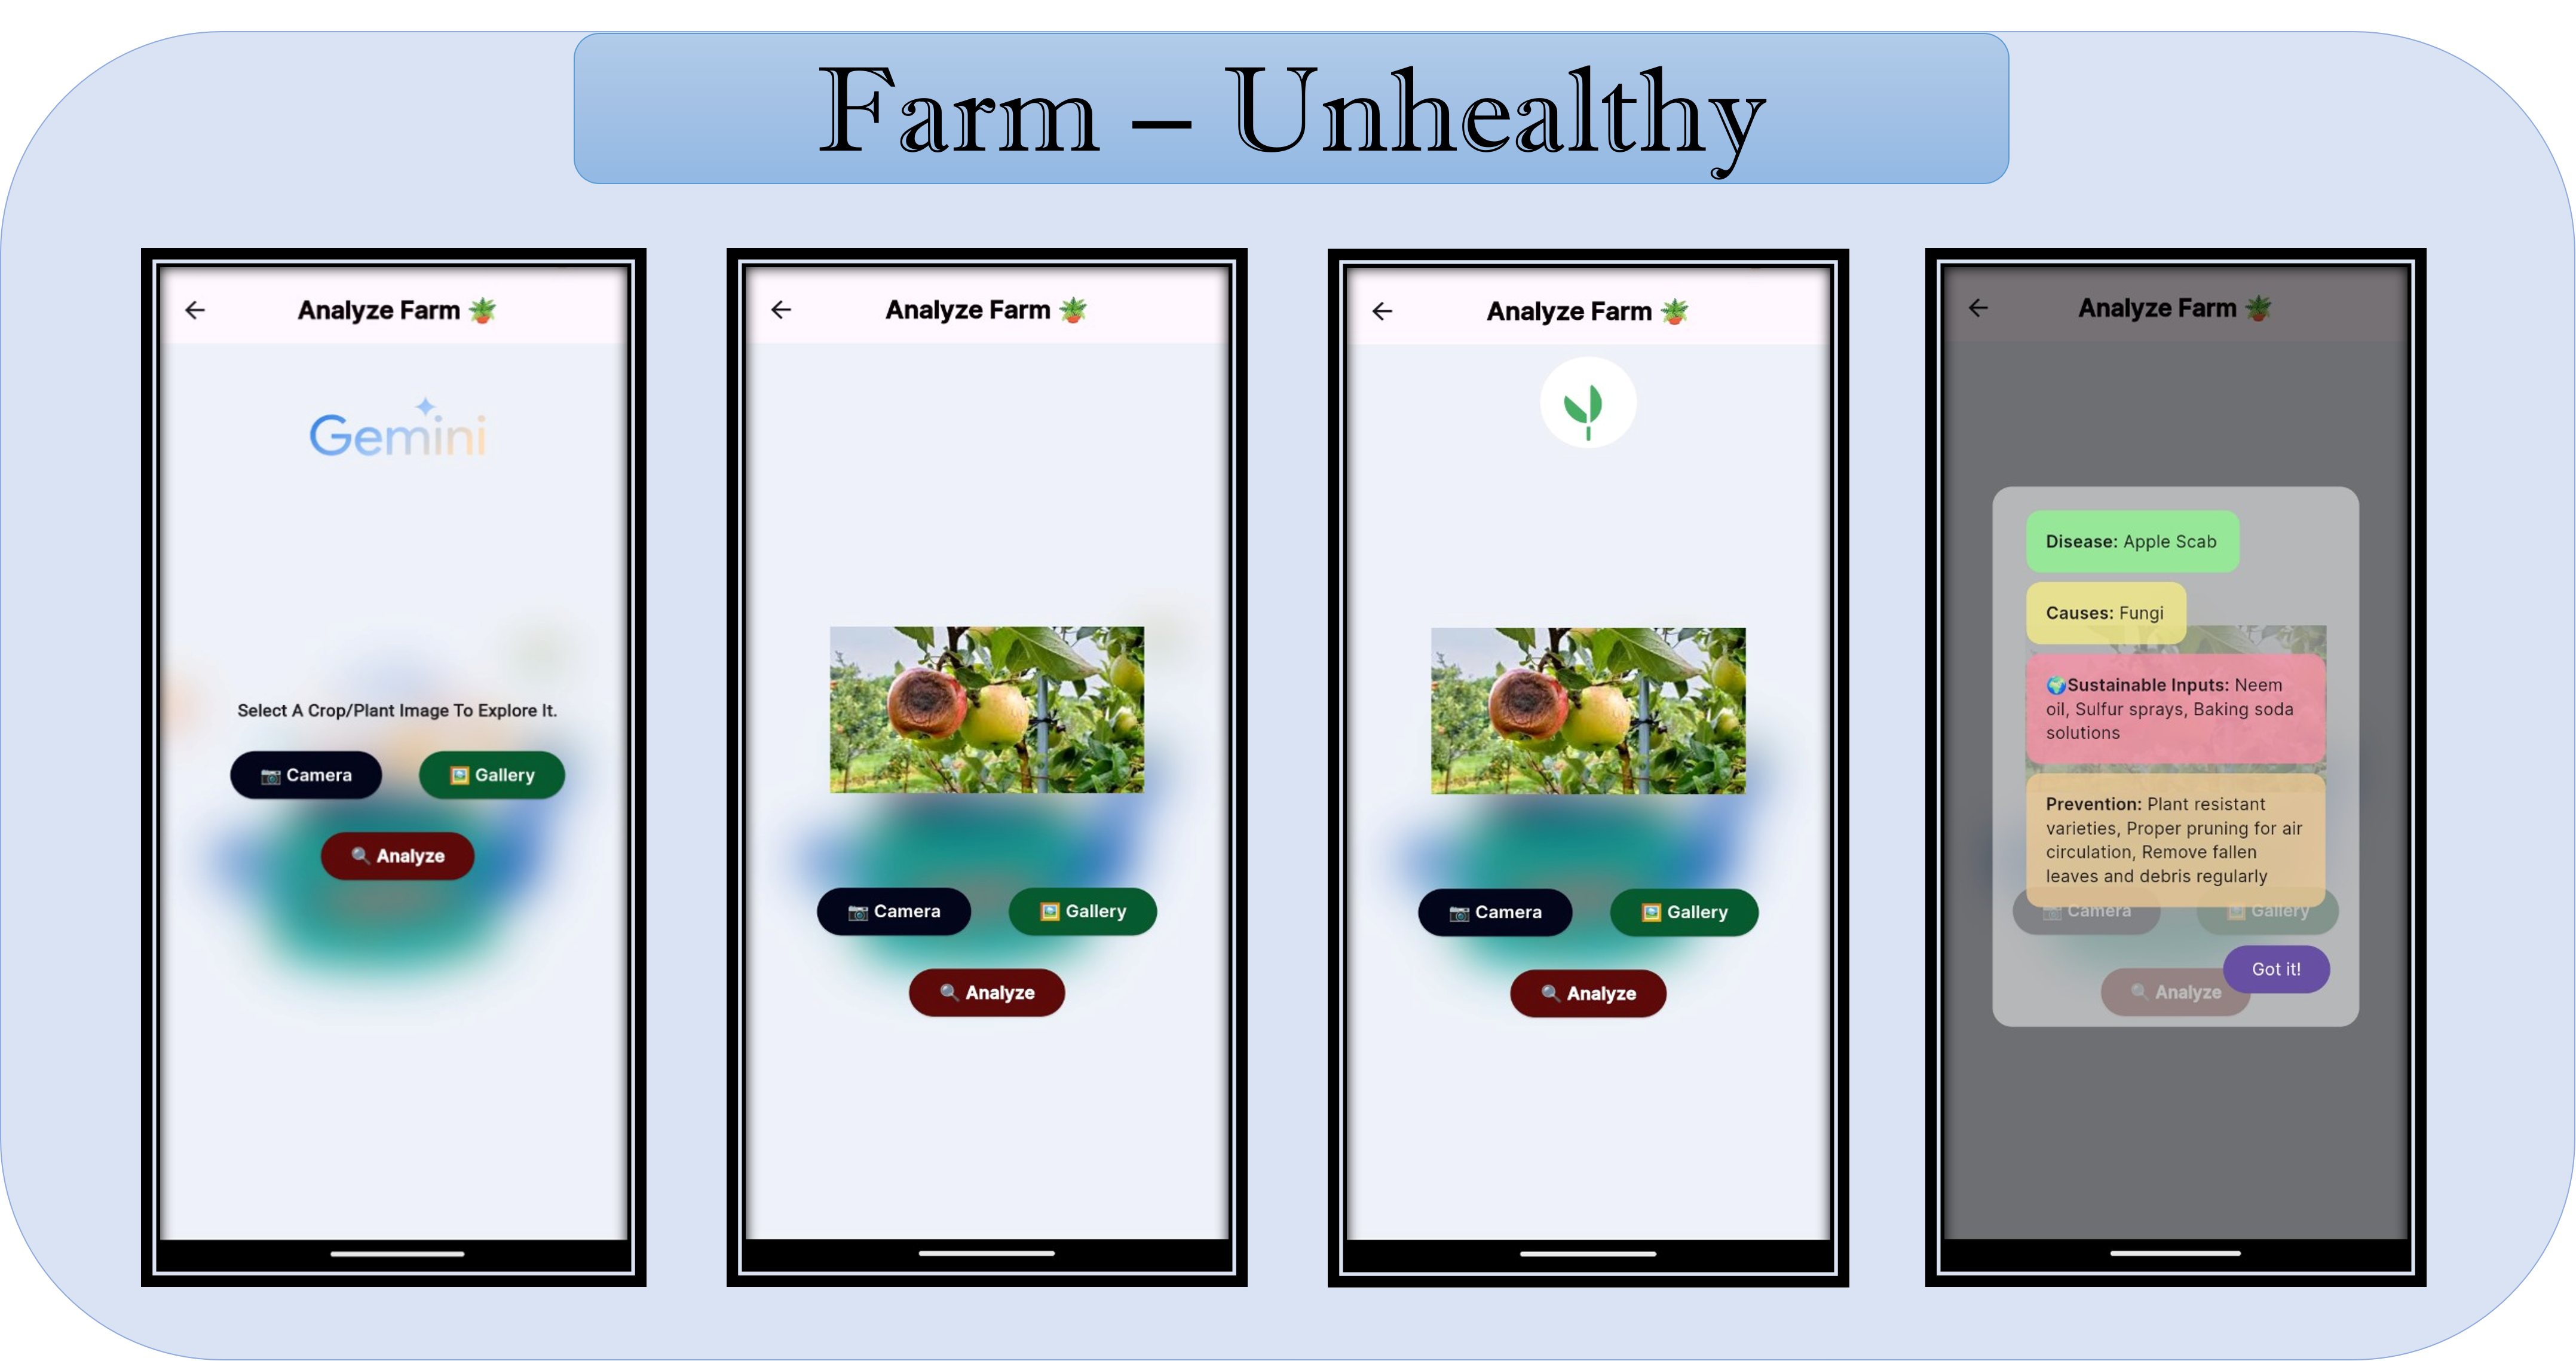 Farm – Unhealthy
Analyze Farm
Gemini
Select A Crop/Plant Image To Explore It.
Camera
Gallery
Analyze
Analyze Farm
Camera
Gallery
Analyze
Analyze Farm
Camera
Gallery
Analyze
Analyze Farm
Disease: Apple Scab
Causes: Fungi
🌍Sustainable Inputs: Neem
oil, Sulfur sprays, Baking soda
solutions
Prevention: Plant resistant
varieties, Proper pruning for air
circulation, Remove fallen
leaves and debris regularly
Camera
Gallery
Got it!
Analyze